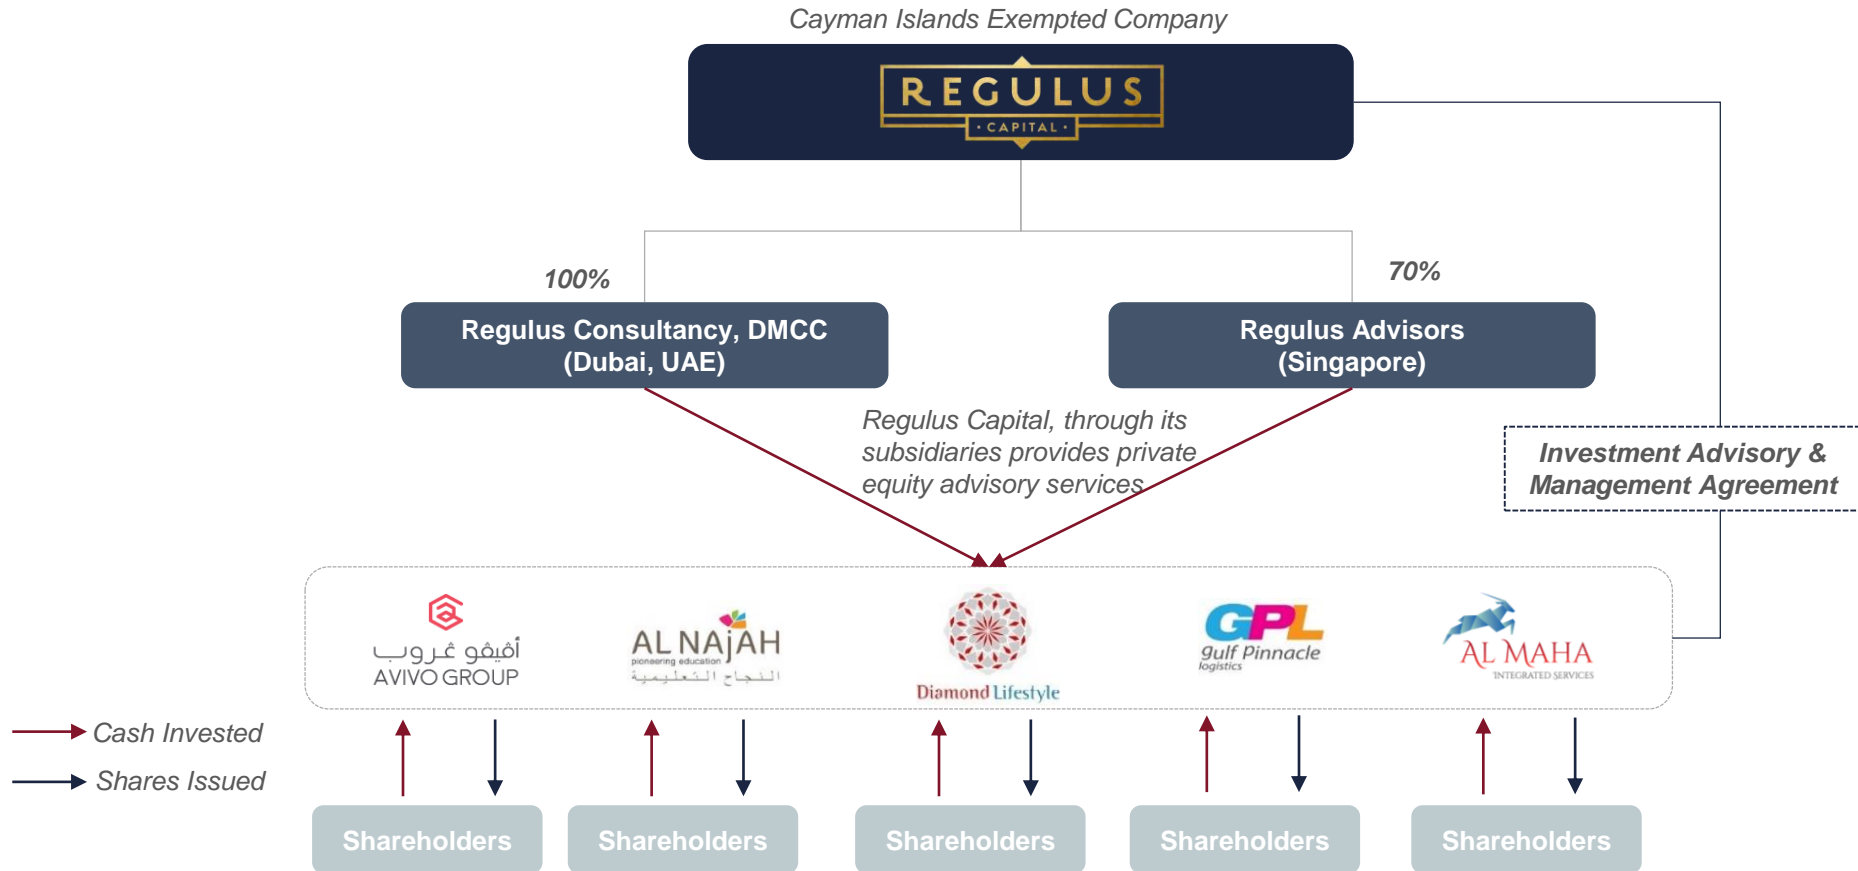 Cayman Islands Exempted Company
REGULUS
· CAPITAL ·
100%
70%
Regulus Consultancy, DMCC
(Dubai, UAE)
Regulus Advisors
(Singapore)
Regulus Capital, through its
subsidiaries provides private
equity advisory services
Investment Advisory &
Management Agreement
أفيفو غروب
AVIVO GROUP
AL NAjAH
pioneering education
النجاح التعليمية
Diamond Lifestyle
GPL
gulf Pinnacle
logistics
AL MAHA
INTEGRATED SERVICES
Cash Invested
Shares Issued
Shareholders
Shareholders
Shareholders
Shareholders
Shareholders